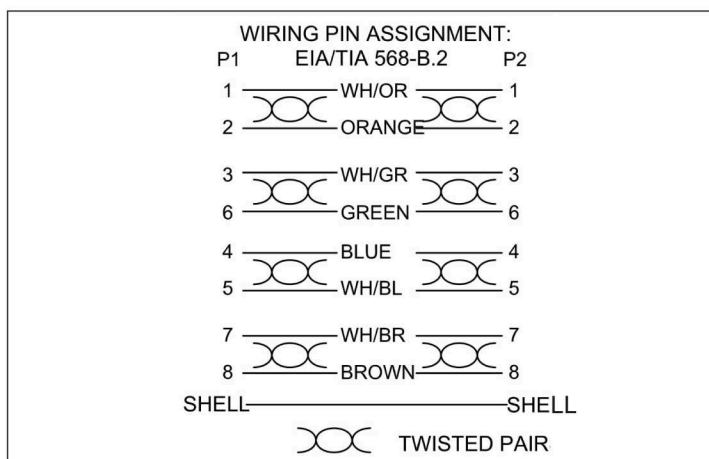 WIRING PIN ASSIGNMENT:
P1 EIA/TIA 568-B.2 P2
1 WH/OR 1
2 ORANGE 2
3 WH/GR 3
6 GREEN 6
4 BLUE 4
5 WH/BL 5
7 WH/BR 7
8 BROWN 8
SHELL SHELL
TWISTED PAIR